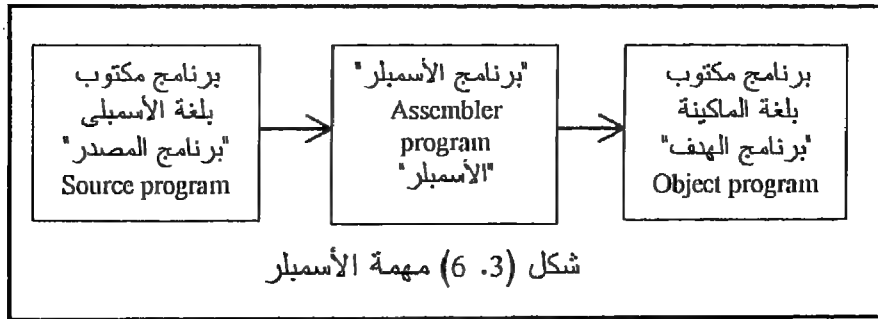 برنامج مكتوب
بلغة الأسمبلى
"برنامج المصدر"
Source program
"برنامج الأسمبلر"
Assembler
program
"الأسمبلر"
برنامج مكتوب
بلغة الماكينة
"برنامج الهدف"
Object program
شكل (3. 6) مهمة الأسمبلر